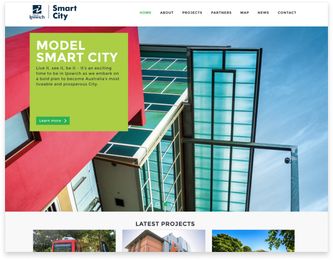 Ipswich
Smart
City
HOME ABOUT PROJECTS PARTNERS MAP NEWS CONTACT
MODEL
SMART CITY
Live it, see it, be it - it's an exciting
time to be in Ipswich as we embark
on a bold plan to become Australia's most
liveable and prosperous City.
Learn more
LATEST PROJECTS